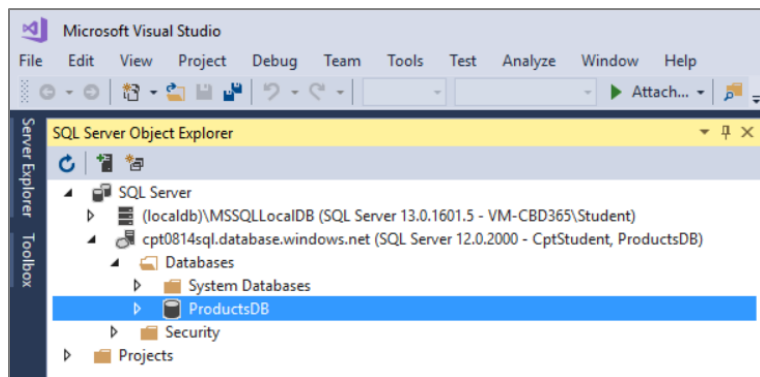 Microsoft Visual Studio
File Edit View Project Debug Team Tools Test Analyze Window Help
Attach...
Server Explorer
Toolbox
SQL Server Object Explorer
SQL Server
(localdb)\MSSQLLocalDB (SQL Server 13.0.1601.5 - VM-CBD365\Student)
cpt0814sql.database.windows.net (SQL Server 12.0.2000 - CptStudent, ProductsDB)
Databases
System Databases
ProductsDB
Security
Projects